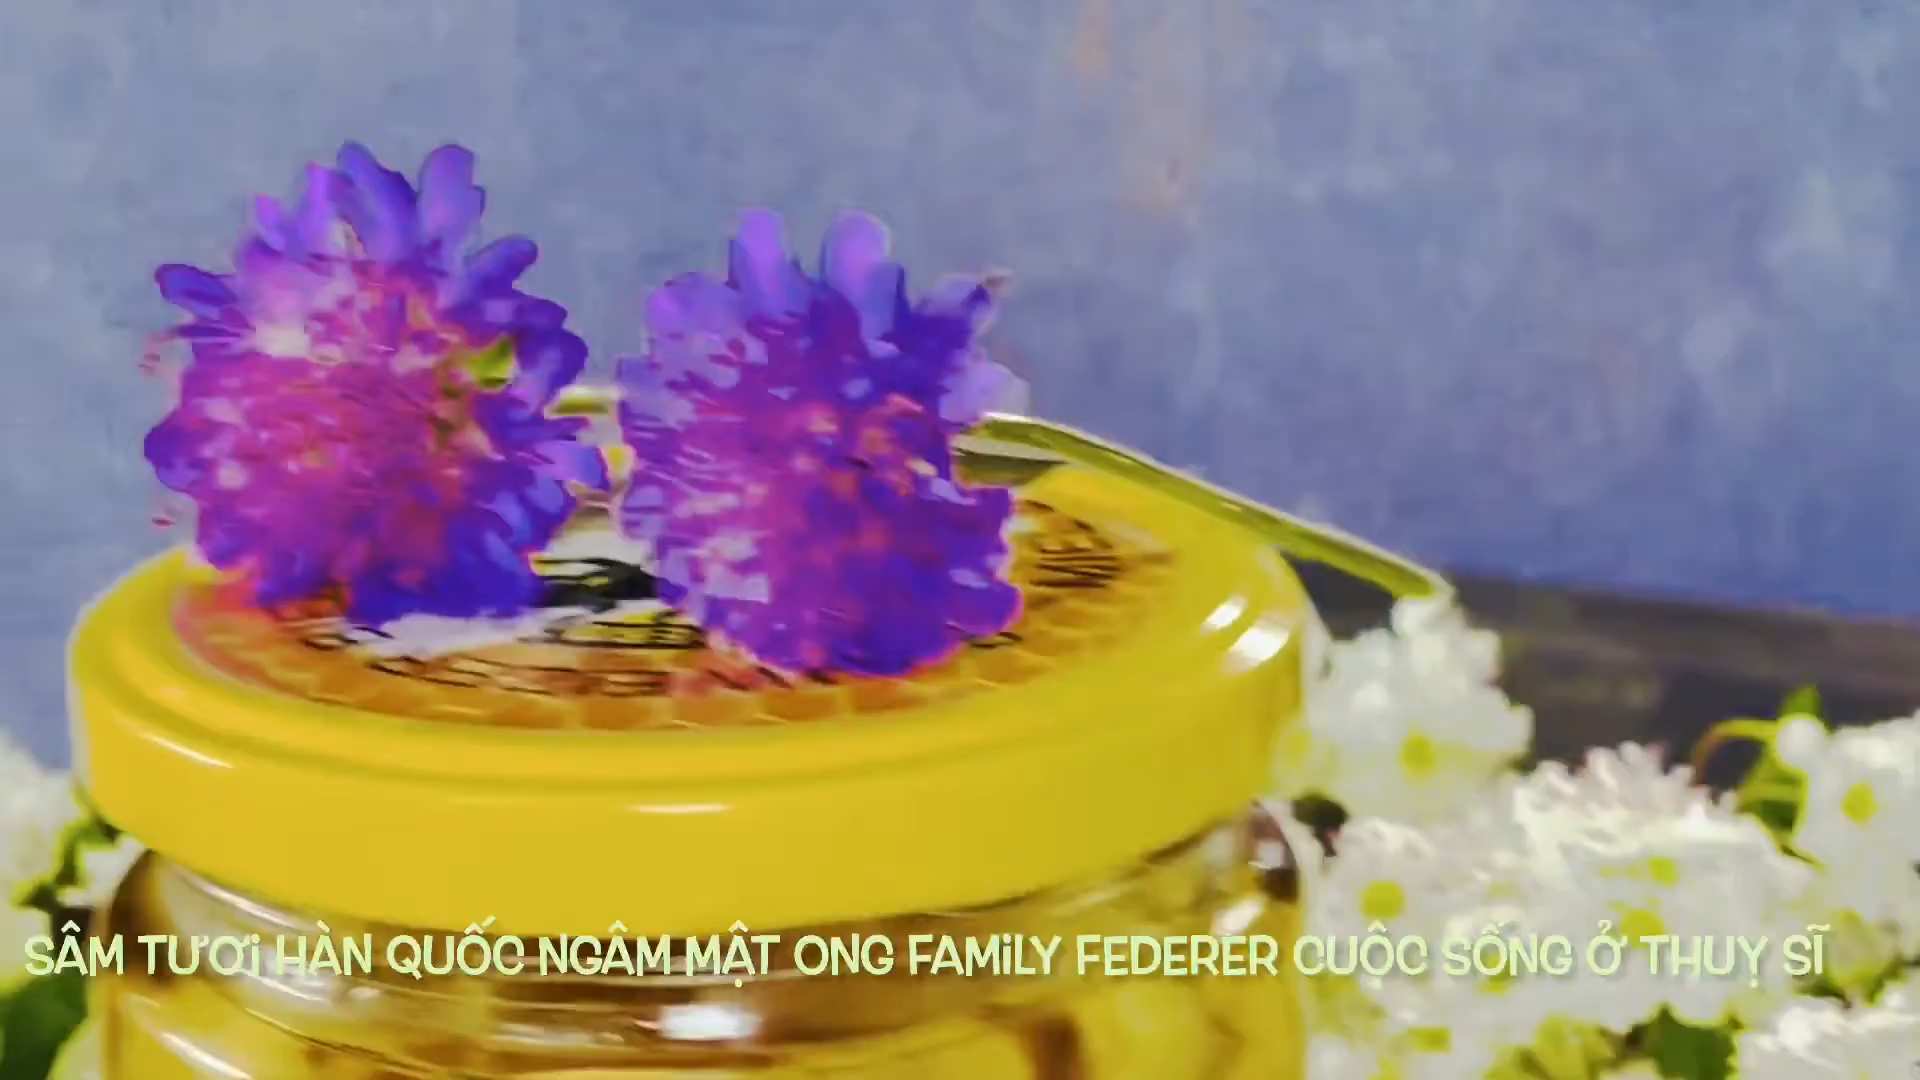 SÂM TƯƠi HÀN QUỐC NGÂM MẬT ONG FAMiLY FEDERER CUỘC SỐNG Ở THUỴ SĨ